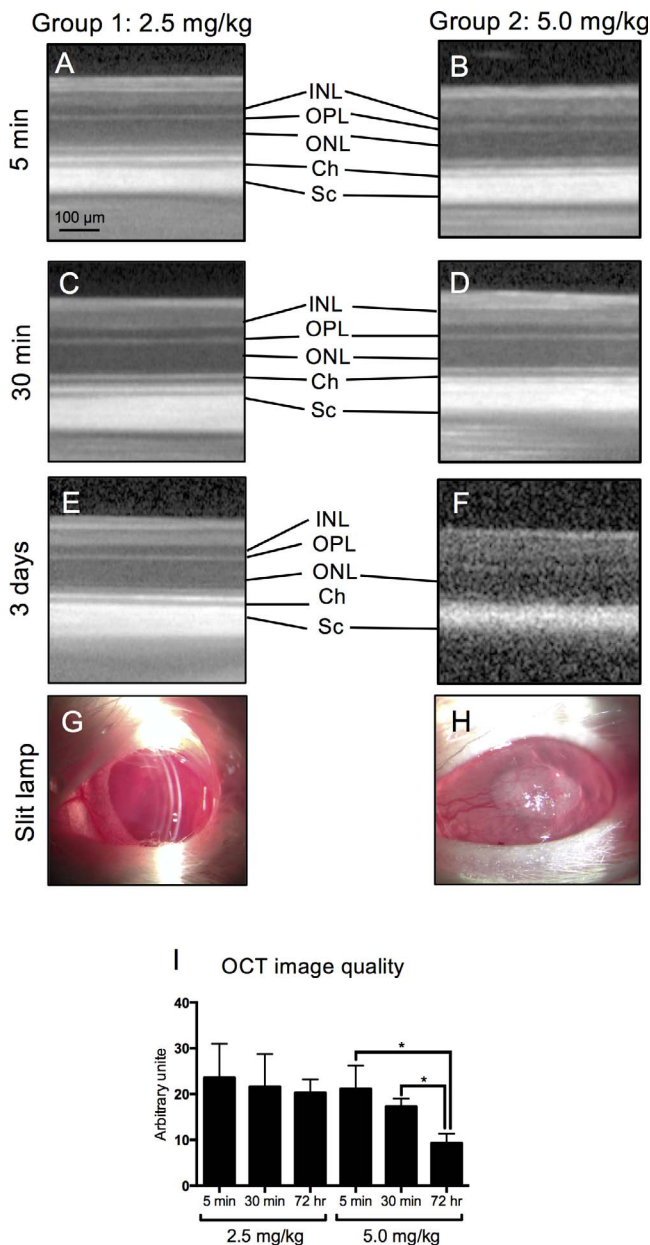 Group 1: 2.5 mg/kg
Group 2: 5.0 mg/kg
5 min
A
B
INL
OPL
ONL
Ch
Sc
100 µm
30 min
C
D
INL
OPL
ONL
Ch
Sc
3 days
E
F
INL
OPL
ONL
Ch
Sc
Slit lamp
G
H
I OCT image quality
Arbitrary unite
40
30
20
10
0
*
*
5 min 30 min 72 hr 5 min 30 min 72 hr
2.5 mg/kg 5.0 mg/kg